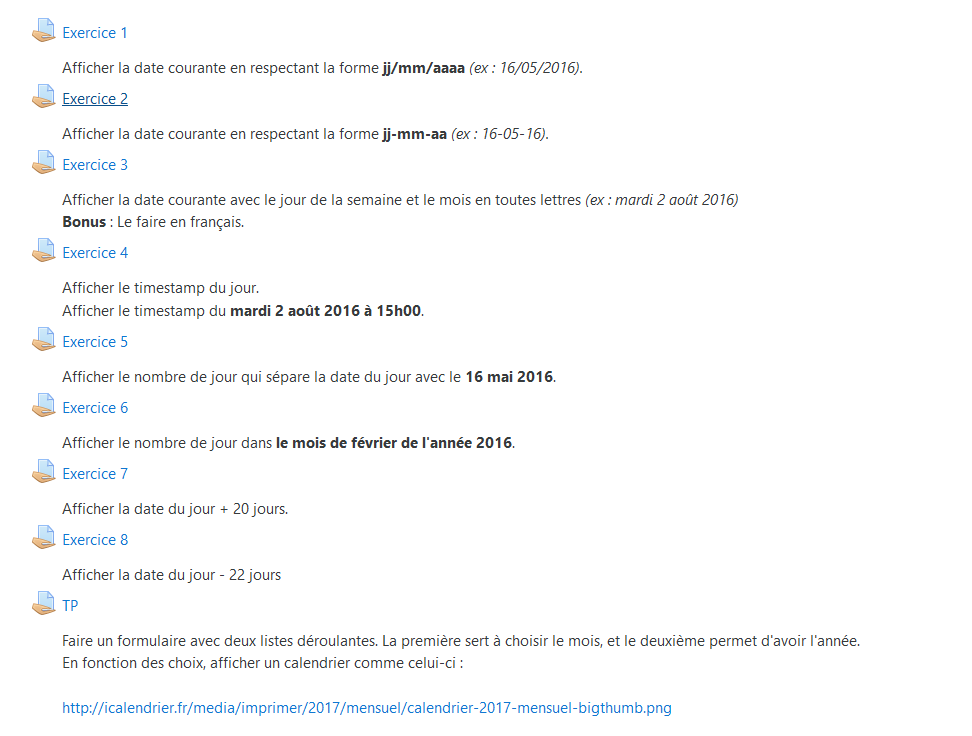 Exercice 1
Afficher la date courante en respectant la forme jj/mm/aaaa (ex : 16/05/2016).
Exercice 2
Afficher la date courante en respectant la forme jj-mm-aa (ex : 16-05-16).
Exercice 3
Afficher la date courante avec le jour de la semaine et le mois en toutes lettres (ex : mardi 2 août 2016)
Bonus : Le faire en français.
Exercice 4
Afficher le timestamp du jour.
Afficher le timestamp du mardi 2 août 2016 à 15h00.
Exercice 5
Afficher le nombre de jour qui sépare la date du jour avec le 16 mai 2016.
Exercice 6
Afficher le nombre de jour dans le mois de février de l'année 2016.
Exercice 7
Afficher la date du jour + 20 jours.
Exercice 8
Afficher la date du jour - 22 jours
TP
Faire un formulaire avec deux listes déroulantes. La première sert à choisir le mois, et le deuxième permet d'avoir l'année.
En fonction des choix, afficher un calendrier comme celui-ci :
http://icalendrier.fr/media/imprimer/2017/mensuel/calendrier-2017-mensuel-bigthumb.png